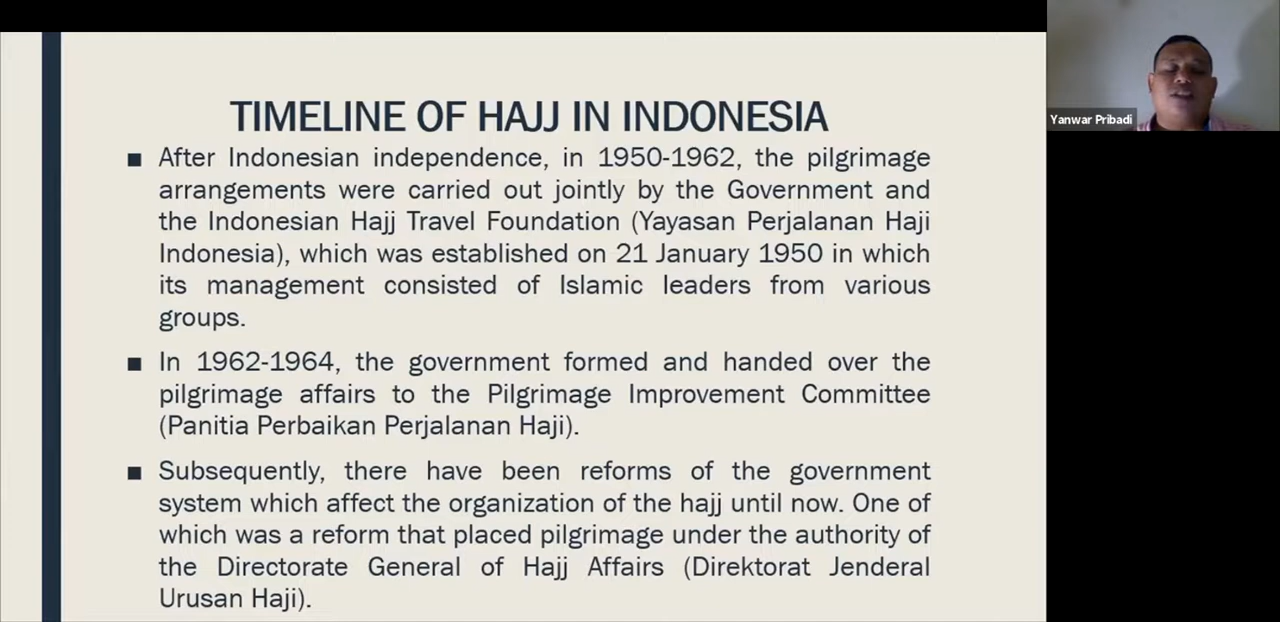 TIMELINE OF HAJJ IN INDONESIA
■ After Indonesian independence, in 1950-1962, the pilgrimage
arrangements were carried out jointly by the Government and
the Indonesian Hajj Travel Foundation (Yayasan Perjalanan Haji
Indonesia), which was established on 21 January 1950 in which
its management consisted of Islamic leaders from various
groups.
■ In 1962-1964, the government formed and handed over the
pilgrimage affairs to the Pilgrimage Improvement Committee
(Panitia Perbaikan Perjalanan Haji).
■ Subsequently, there have been reforms of the government
system which affect the organization of the hajj until now. One of
which was a reform that placed pilgrimage under the authority of
the Directorate General of Hajj Affairs (Direktorat Jenderal
Urusan Haji).
Yanwar Pribadi